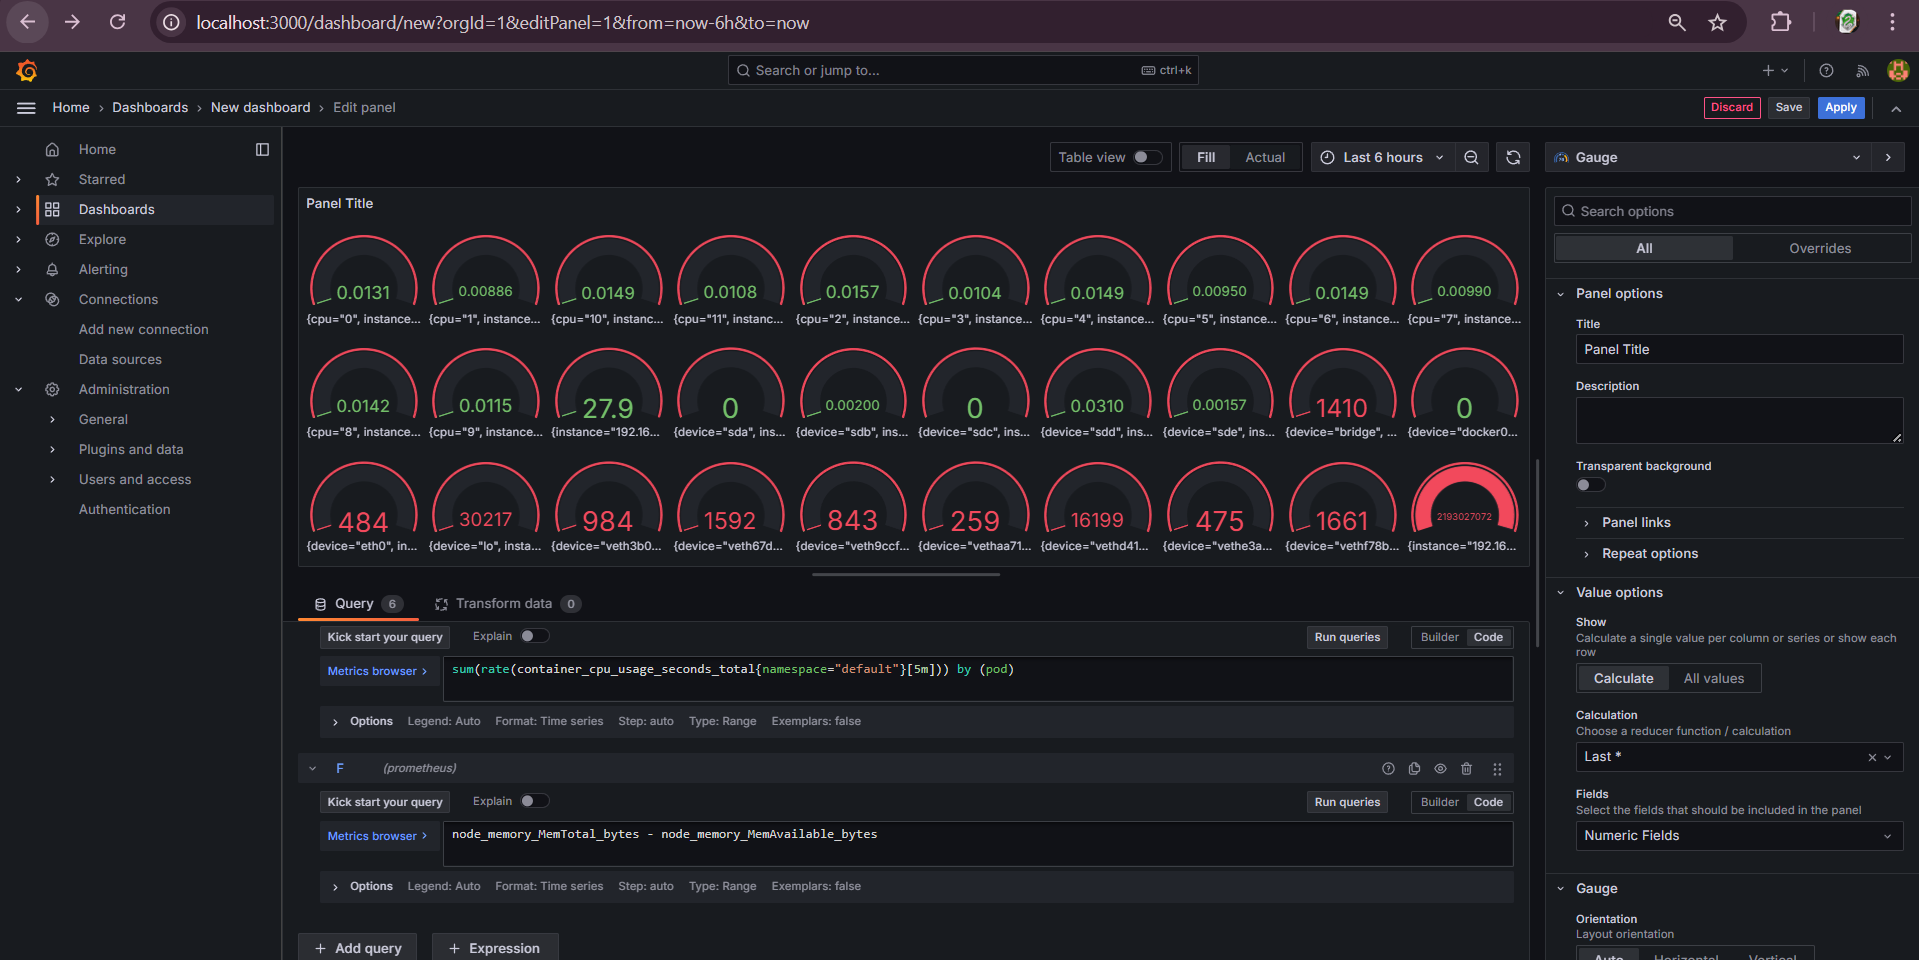 localhost:3000/dashboard/new?orgId=1&editPanel=1&from=now-6h&to=now
Search or jump to...
ctrl+k
Home › Dashboards › New dashboard › Edit panel
Discard
Save
Apply
Home
Starred
Dashboards
Explore
Alerting
Connections
Add new connection
Data sources
Administration
General
Plugins and data
Users and access
Authentication
Table view
Fill
Actual
Last 6 hours
Panel Title
0.0131 0.00886 0.0149 0.0108 0.0157 0.0104 0.0149 0.00950 0.0149 0.00990
{cpu="0", instance... {cpu="1", instance... {cpu="10", instanc... {cpu="11", instanc... {cpu="2", instance... {cpu="3", instance... {cpu="4", instance... {cpu="5", instance... {cpu="6", instance... {cpu="7", instance...
0.0142 0.0115 27.9 0 0.00200 0 0.0310 0.00157 1410 0
{cpu="8", instance... {cpu="9", instance... {instance="192.16... {device="sda", ins... {device="sdb", ins... {device="sdc", ins... {device="sdd", ins... {device="sde", ins... {device="bridge", ... {device="docker0...
484 30217 984 1592 843 259 16199 475 1661 2193027072
{device="eth0", in... {device="lo", insta... {device="veth3b0... {device="veth67d... {device="veth9ccf... {device="vethaa71... {device="vethd41... {device="vethe3a... {device="vethf78b... {instance="192.16...
Query 6
Transform data 0
Kick start your query
Explain
Run queries
Builder
Code
Metrics browser >
sum(rate(container_cpu_usage_seconds_total{namespace="default"}[5m])) by (pod)
Options Legend: Auto Format: Time series Step: auto Type: Range Exemplars: false
F (prometheus)
Kick start your query
Explain
Run queries
Builder
Code
Metrics browser >
node_memory_MemTotal_bytes - node_memory_MemAvailable_bytes
Options Legend: Auto Format: Time series Step: auto Type: Range Exemplars: false
+ Add query
+ Expression
Gauge
Search options
All
Overrides
Panel options
Title
Panel Title
Description
Transparent background
Panel links
Repeat options
Value options
Show
Calculate a single value per column or series or show each
row
Calculate
All values
Calculation
Choose a reducer function / calculation
Last *
Fields
Select the fields that should be included in the panel
Numeric Fields
Gauge
Orientation
Layout orientation
Auto
Horizontal
Vertical